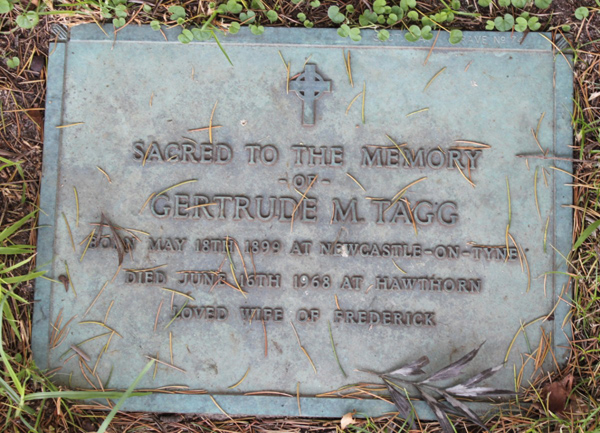 SACRED TO THE MEMORY
-OF-
GERTRUDE M. TAGG
BORN MAY 18TH 1899 AT NEWCASTLE-ON-TYNE
DIED JUNE 16TH 1968 AT HAWTHORN
LOVED WIFE OF FREDERICK